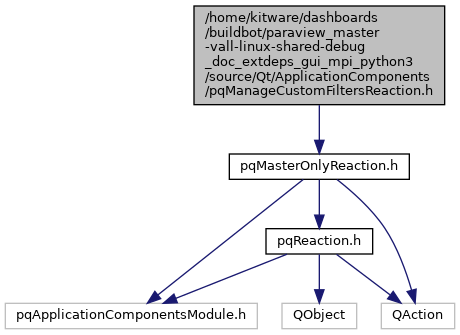 /home/kitware/dashboards
/buildbot/paraview_master
-vall-linux-shared-debug
_doc_extdeps_gui_mpi_python3
/source/Qt/ApplicationComponents
/pqManageCustomFiltersReaction.h
pqMasterOnlyReaction.h
pqReaction.h
pqApplicationComponentsModule.h
QObject
QAction